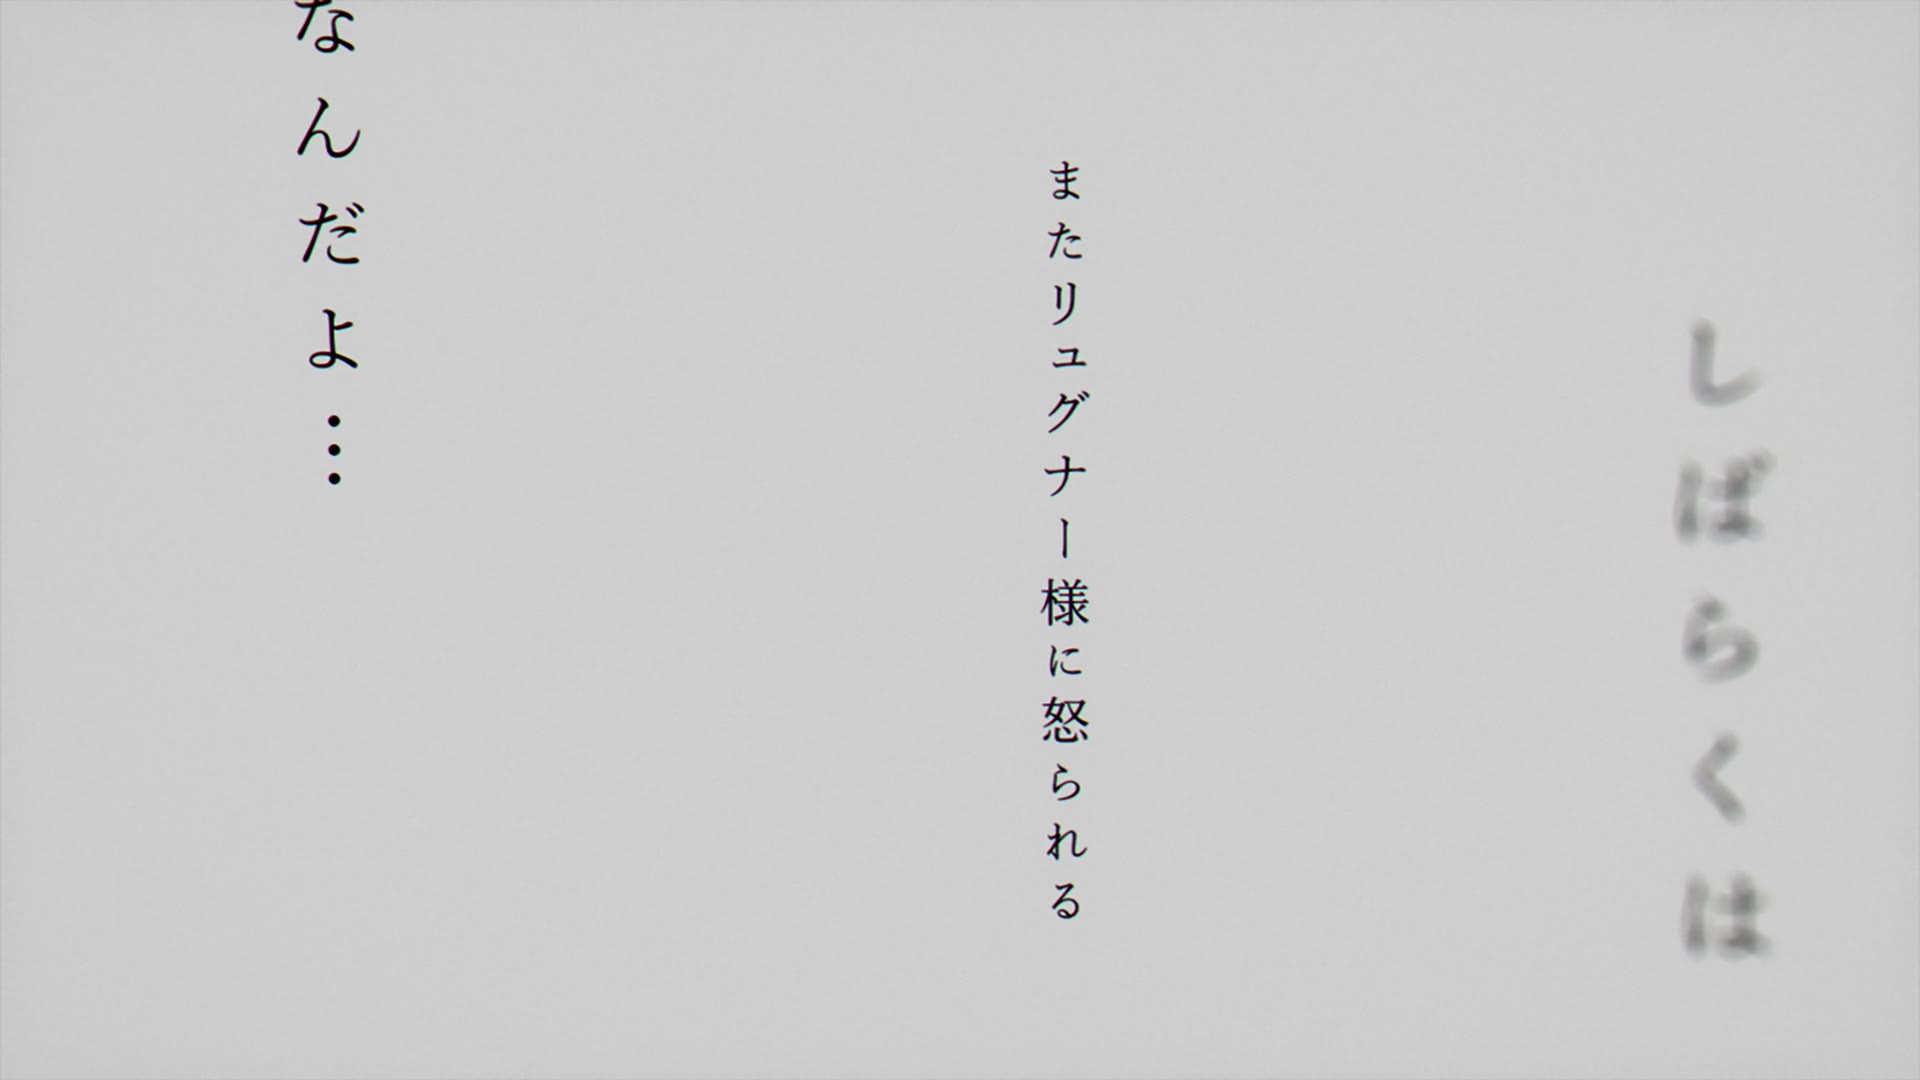 しばらくは
またリュグナー様に怒られる
なんだよ…